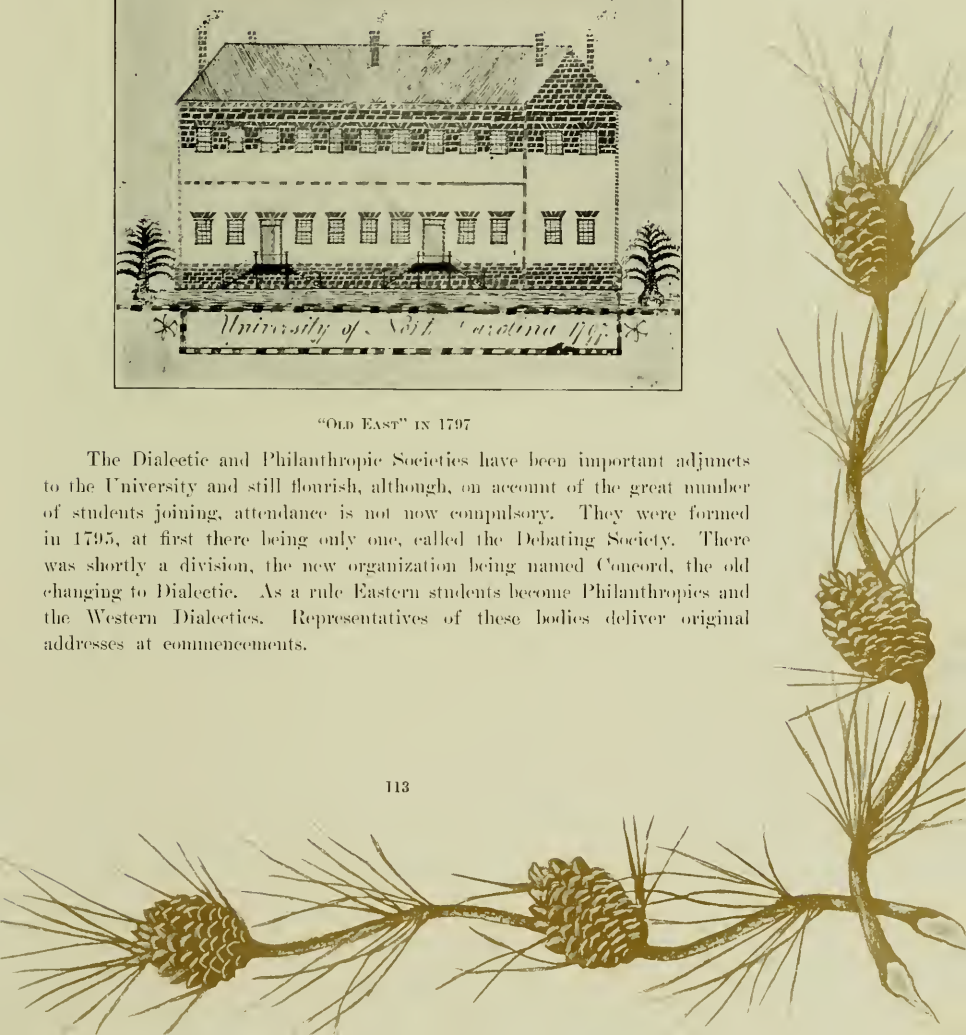 University of North Carolina 1797.
"OLD EAST" IN 1797
The Dialectic and Philanthropic Societies have been important adjuncts
to the University and still flourish, although, on account of the great number
of students joining, attendance is not now compulsory. They were formed
in 1795, at first there being only one, called the Debating Society. There
was shortly a division, the new organization being named Concord, the old
changing to Dialectic. As a rule Eastern students become Philanthropics and
the Western Dialectics. Representatives of these bodies deliver original
addresses at commencements.
113